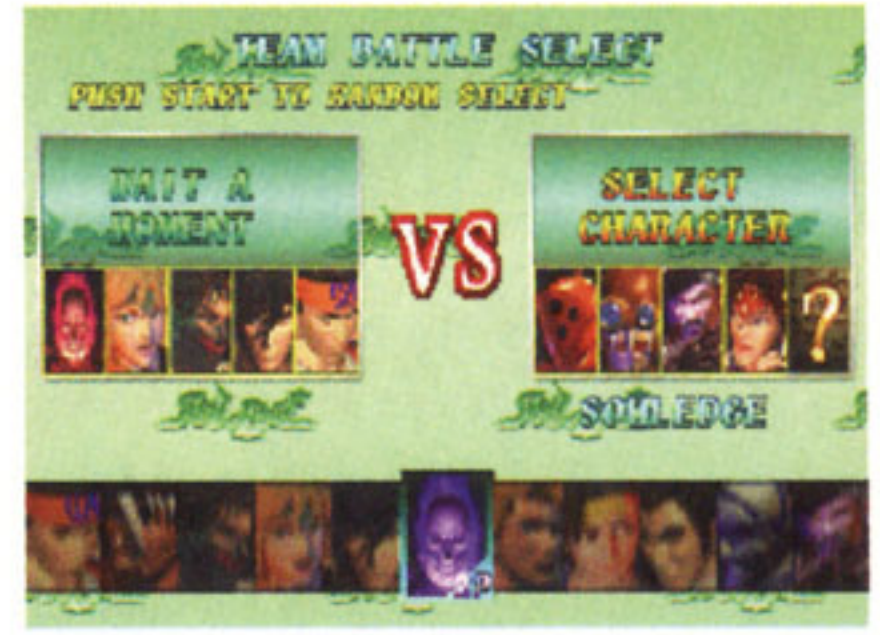 TEAM BATTLE SELECT
PUSH START TO RANDOM SELECT
WAIT A
MOMENT
VS
SELECT
CHARACTER
?
SOULEDGE
2P